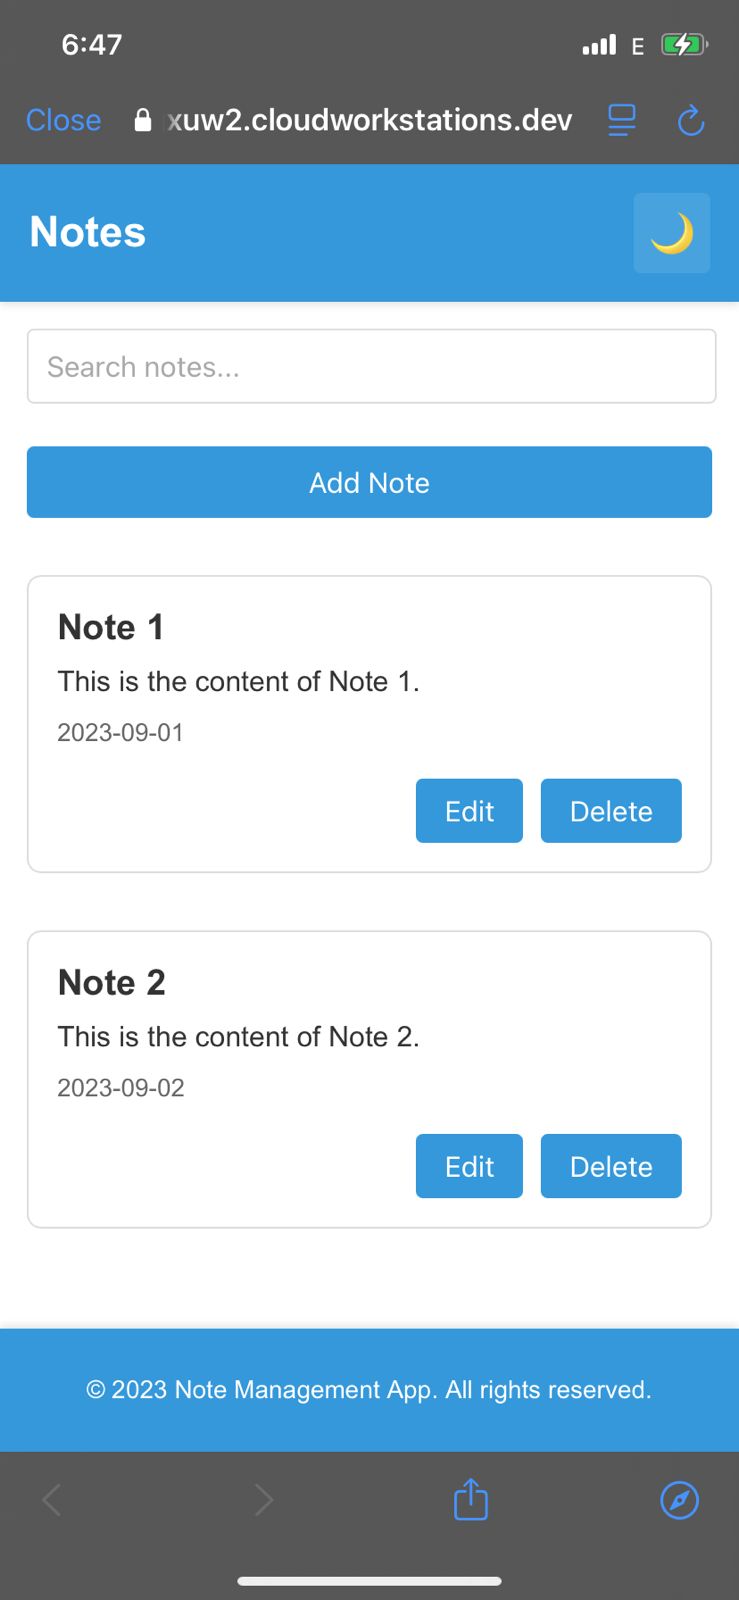 6:47
E
Close xuw2.cloudworkstations.dev
Notes
Search notes...
Add Note
Note 1
This is the content of Note 1.
2023-09-01
Edit Delete
Note 2
This is the content of Note 2.
2023-09-02
Edit Delete
© 2023 Note Management App. All rights reserved.